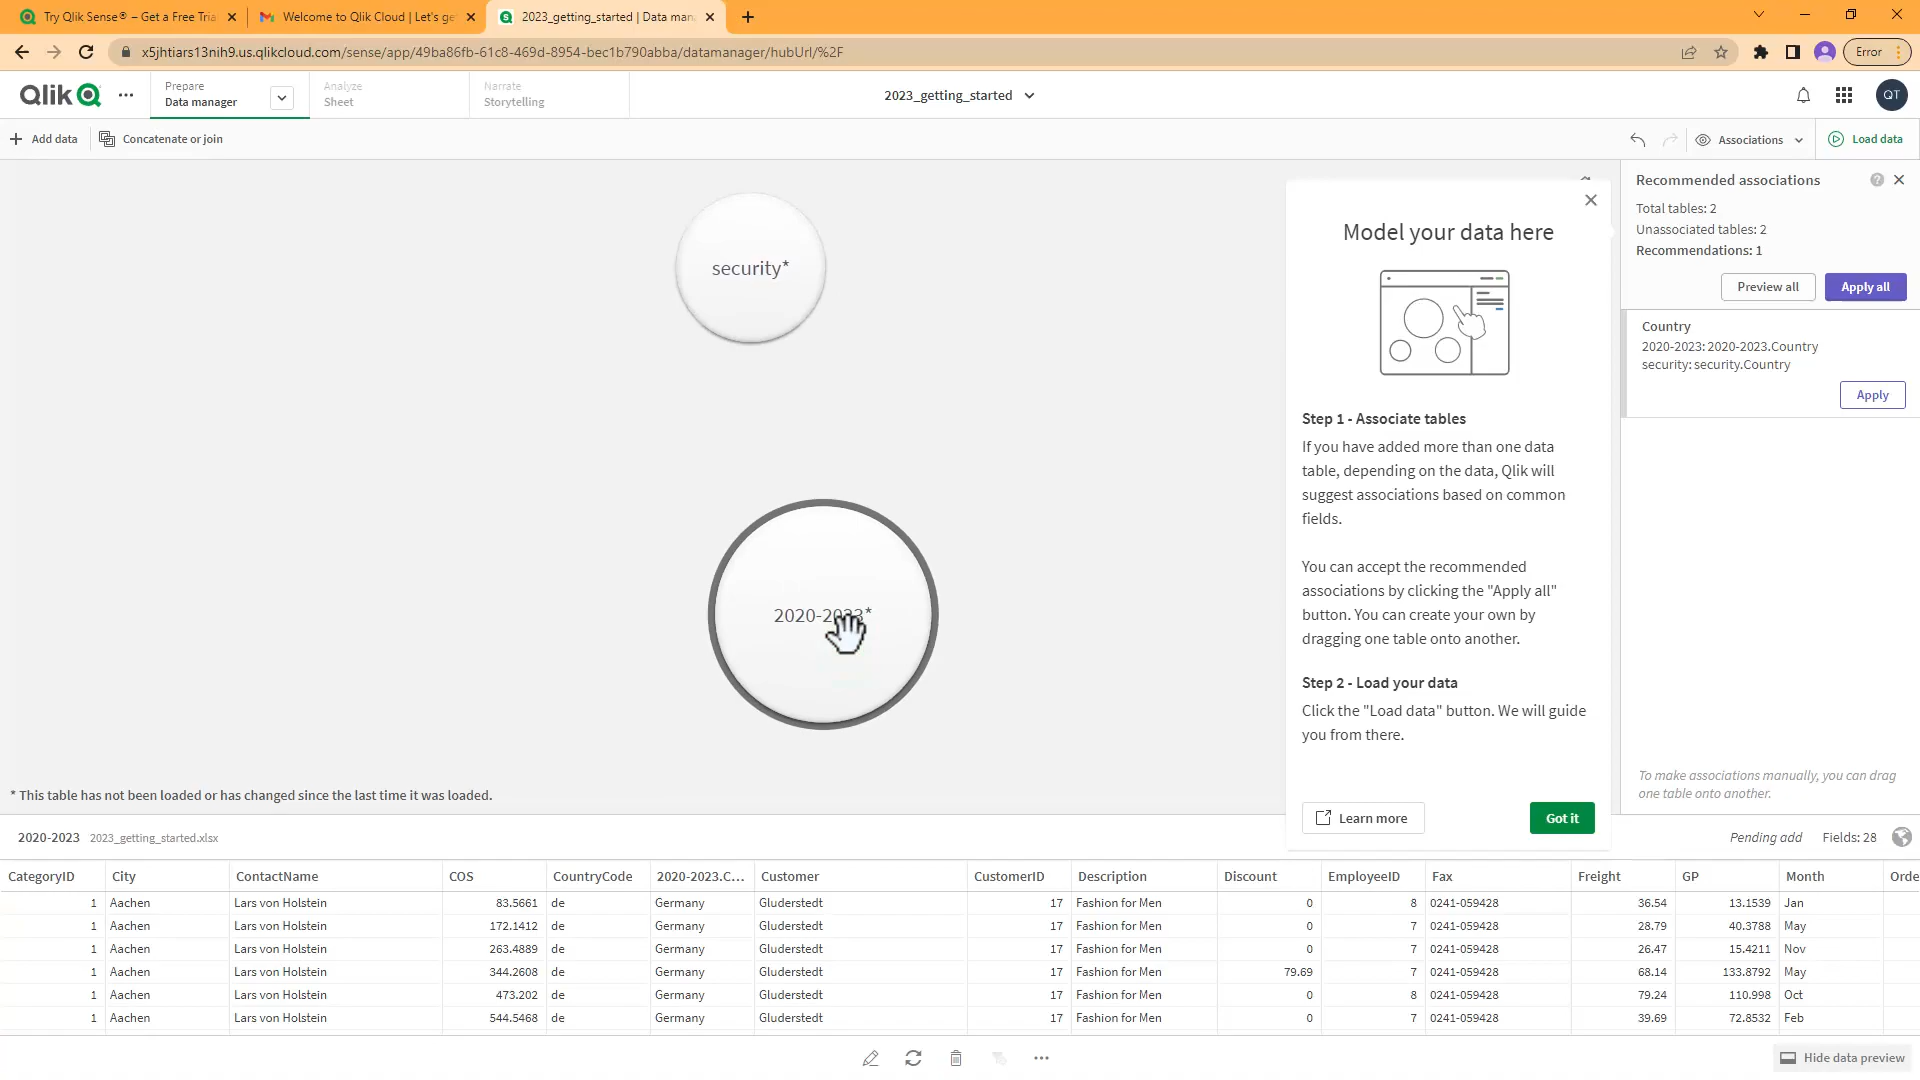 Try Qlik Sense® – Get a Free Tria
Welcome to Qlik Cloud | Let's ge
2023_getting_started | Data man
x5jhtiars13nih9.us.qlikcloud.com/sense/app/49ba86fb-61c8-469d-8954-bec1b790abba/datamanager/hubUrl/%2F
Error
Qlik
Prepare
Data manager
Analyze
Sheet
Narrate
Storytelling
2023_getting_started
QT
Add data
Concatenate or join
Associations
Load data
security*
2020-2023*
* This table has not been loaded or has changed since the last time it was loaded.
Model your data here
Step 1 - Associate tables
If you have added more than one data
table, depending on the data, Qlik will
suggest associations based on common
fields.
You can accept the recommended
associations by clicking the "Apply all"
button. You can create your own by
dragging one table onto another.
Step 2 - Load your data
Click the "Load data" button. We will guide
you from there.
Learn more
Got it
Recommended associations
Total tables: 2
Unassociated tables: 2
Recommendations: 1
Preview all
Apply all
Country
2020-2023: 2020-2023.Country
security: security.Country
Apply
To make associations manually, you can drag
one table onto another.
2020-2023 2023_getting_started.xlsx
Pending add Fields: 28
CategoryID City ContactName COS CountryCode 2020-2023.C... Customer CustomerID Description Discount EmployeeID Fax Freight GP Month Orde
1 Aachen Lars von Holstein 83.5661 de Germany Gluderstedt 17 Fashion for Men 0 8 0241-059428 36.54 13.1539 Jan
1 Aachen Lars von Holstein 172.1412 de Germany Gluderstedt 17 Fashion for Men 0 7 0241-059428 28.79 40.3788 May
1 Aachen Lars von Holstein 263.4889 de Germany Gluderstedt 17 Fashion for Men 0 7 0241-059428 26.47 15.4211 Nov
1 Aachen Lars von Holstein 344.2608 de Germany Gluderstedt 17 Fashion for Men 79.69 7 0241-059428 68.14 133.8792 May
1 Aachen Lars von Holstein 473.202 de Germany Gluderstedt 17 Fashion for Men 0 8 0241-059428 79.24 110.998 Oct
1 Aachen Lars von Holstein 544.5468 de Germany Gluderstedt 17 Fashion for Men 0 7 0241-059428 39.69 72.8532 Feb
Hide data preview